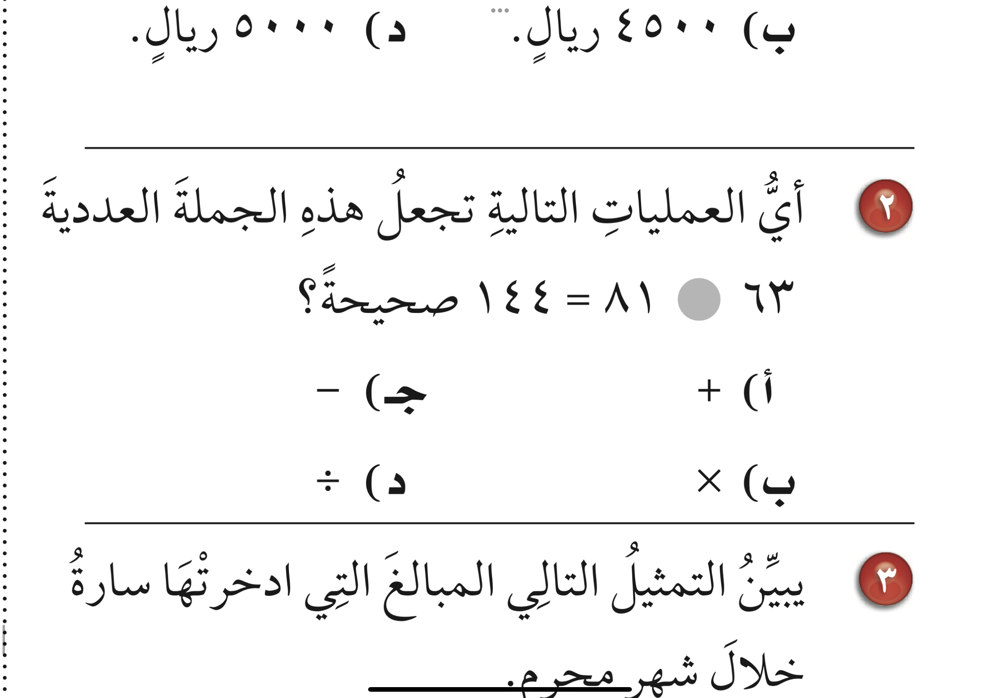 ب) ٤٥٠٠ ريالٍ. د) ٥٠٠٠ ريالٍ.
٢ أيُّ العملياتِ التاليةِ تجعلُ هذهِ الجملةَ العدديةَ
٦٣ ● ٨١ = ١٤٤ صحيحةً؟
أ) + جـ) −
ب) × د) ÷
٣ يبيِّنُ التمثيلُ التالِي المبالغَ التِي ادخرتْهَا سارةُ
خلالَ شهرِ محرم.